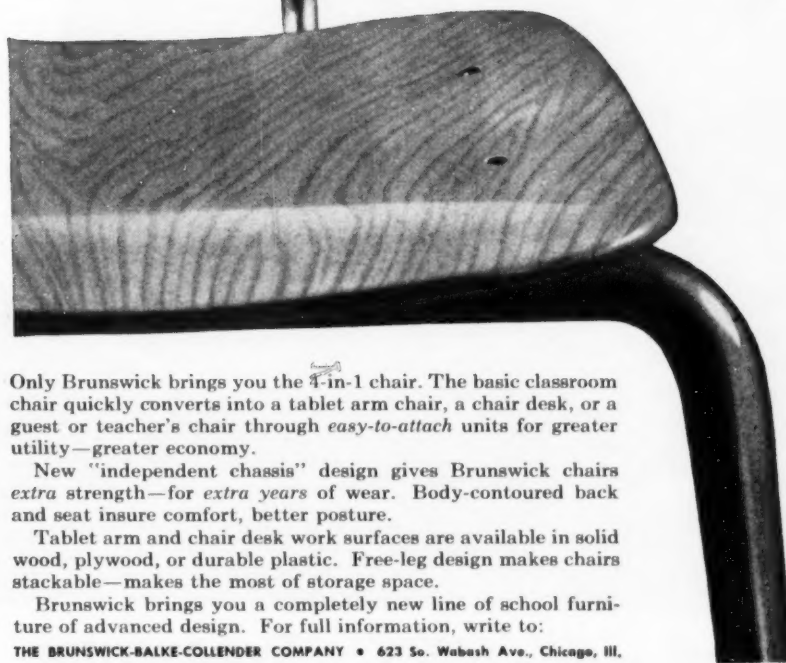 Only Brunswick brings you the 4-in-1 chair. The basic classroom
chair quickly converts into a tablet arm chair, a chair desk, or a
guest or teacher's chair through easy-to-attach units for greater
utility—greater economy.
New "independent chassis" design gives Brunswick chairs
extra strength—for extra years of wear. Body-contoured back
and seat insure comfort, better posture.
Tablet arm and chair desk work surfaces are available in solid
wood, plywood, or durable plastic. Free-leg design makes chairs
stackable—makes the most of storage space.
Brunswick brings you a completely new line of school furni-
ture of advanced design. For full information, write to:
THE BRUNSWICK-BALKE-COLLENDER COMPANY • 623 So. Wabash Ave., Chicago, Ill.